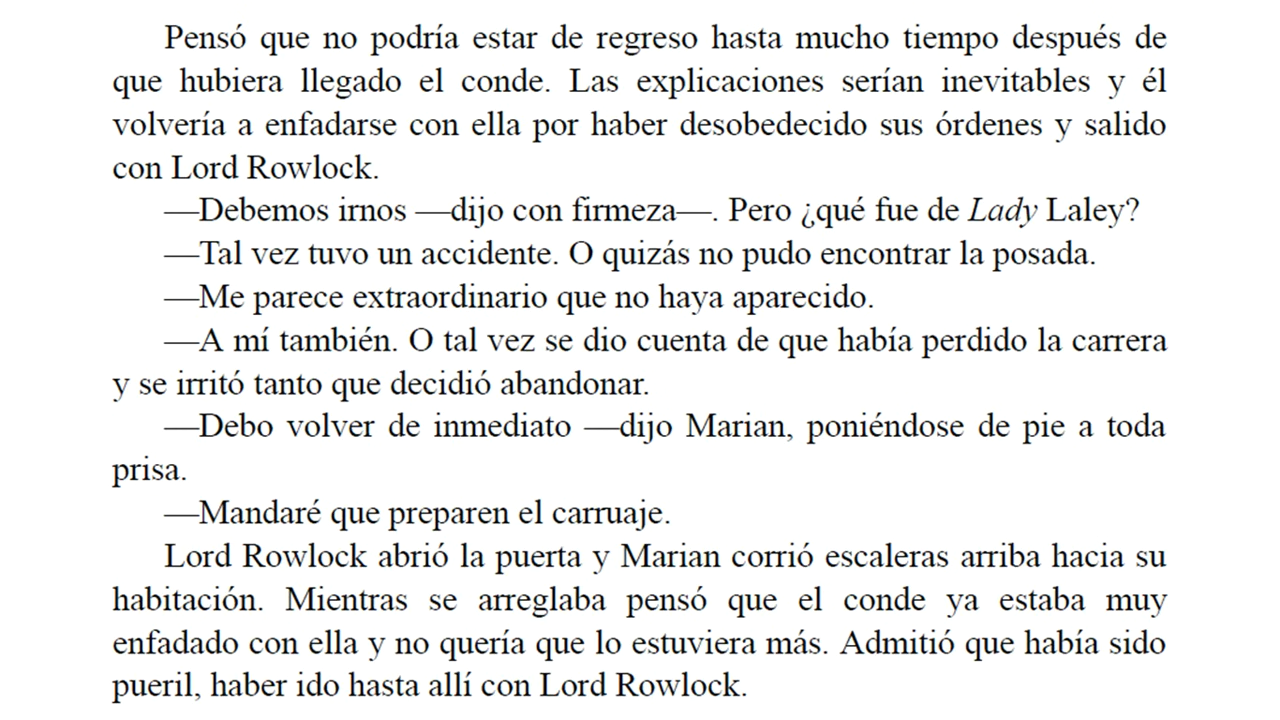 Pensó que no podría estar de regreso hasta mucho tiempo después de
que hubiera llegado el conde. Las explicaciones serían inevitables y él
volvería a enfadarse con ella por haber desobedecido sus órdenes y salido
con Lord Rowlock.
—Debemos irnos —dijo con firmeza—. Pero ¿qué fue de Lady Laley?
—Tal vez tuvo un accidente. O quizás no pudo encontrar la posada.
—Me parece extraordinario que no haya aparecido.
—A mí también. O tal vez se dio cuenta de que había perdido la carrera
y se irritó tanto que decidió abandonar.
—Debo volver de inmediato —dijo Marian, poniéndose de pie a toda
prisa.
—Mandaré que preparen el carruaje.
Lord Rowlock abrió la puerta y Marian corrió escaleras arriba hacia su
habitación. Mientras se arreglaba pensó que el conde ya estaba muy
enfadado con ella y no quería que lo estuviera más. Admitió que había sido
pueril, haber ido hasta allí con Lord Rowlock.